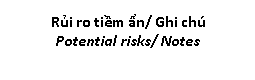 Rủi ro tiềm ẩn/ Ghi chú
Potential risks/ Notes